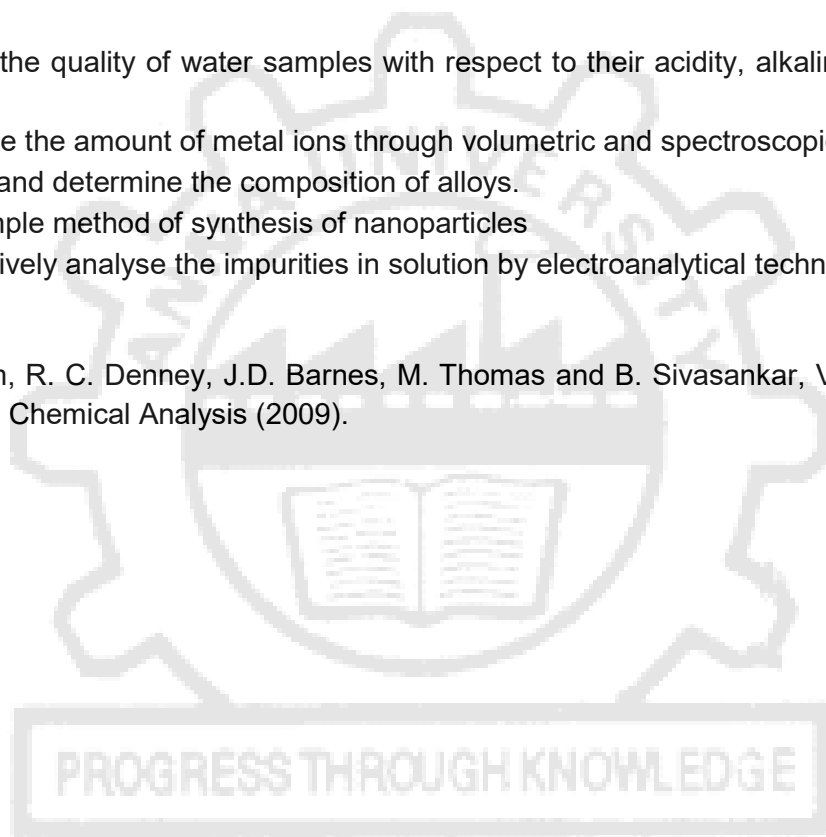 the quality of water samples with respect to their acidity, alkalin
e the amount of metal ions through volumetric and spectroscopi
and determine the composition of alloys.
ple method of synthesis of nanoparticles
ively analyse the impurities in solution by electroanalytical techn
, R. C. Denney, J.D. Barnes, M. Thomas and B. Sivasankar, V
Chemical Analysis (2009).
UNIVERSITY
PROGRESS THROUGH KNOWLEDGE